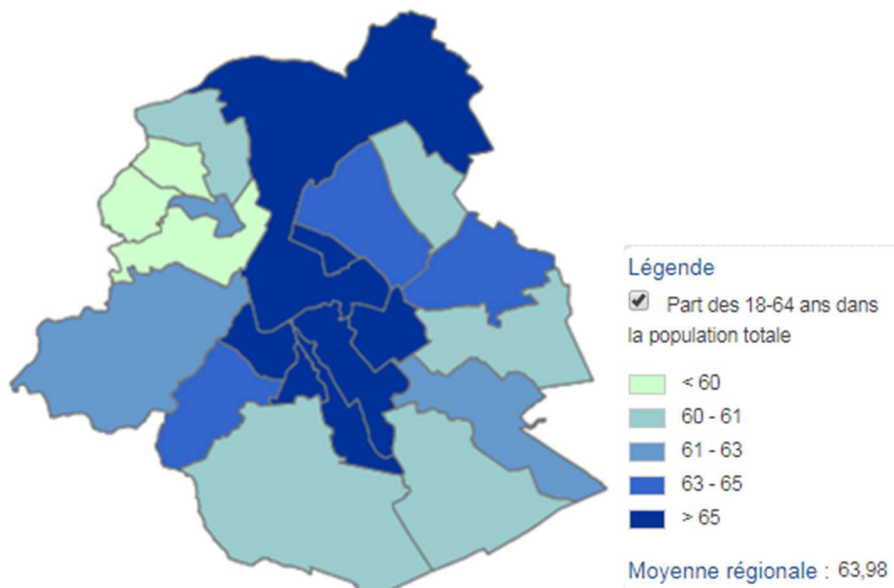 Légende
Part des 18-64 ans dans
la population totale
< 60
60 - 61
61 - 63
63 - 65
> 65
Moyenne régionale : 63,98